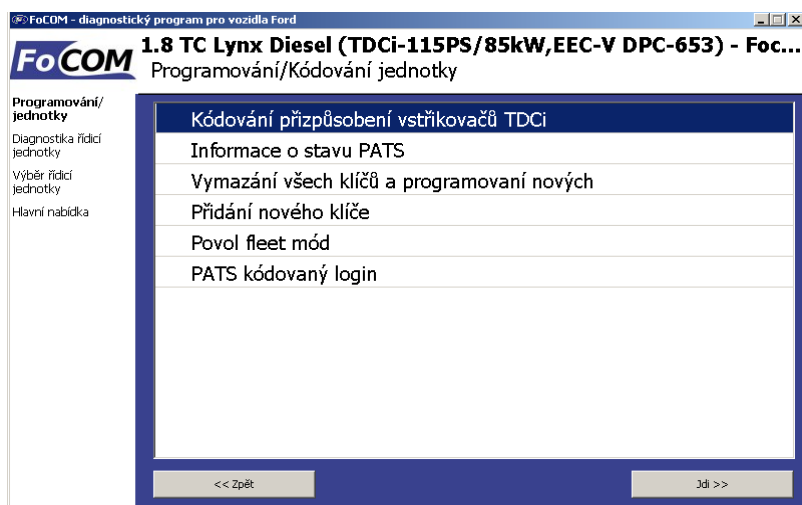 FoCOM - diagnostický program pro vozidla Ford
FoCOM
1.8 TC Lynx Diesel (TDCi-115PS/85kW,EEC-V DPC-653) - Foc...
Programování/Kódování jednotky
Programování/
jednotky
Diagnostika řídicí
jednotky
Výběr řídicí
jednotky
Hlavní nabídka
Kódování přizpůsobení vstřikovačů TDCi
Informace o stavu PATS
Vymazání všech klíčů a programovaní nových
Přidání nového klíče
Povol fleet mód
PATS kódovaný login
<< Zpět
Jdi >>